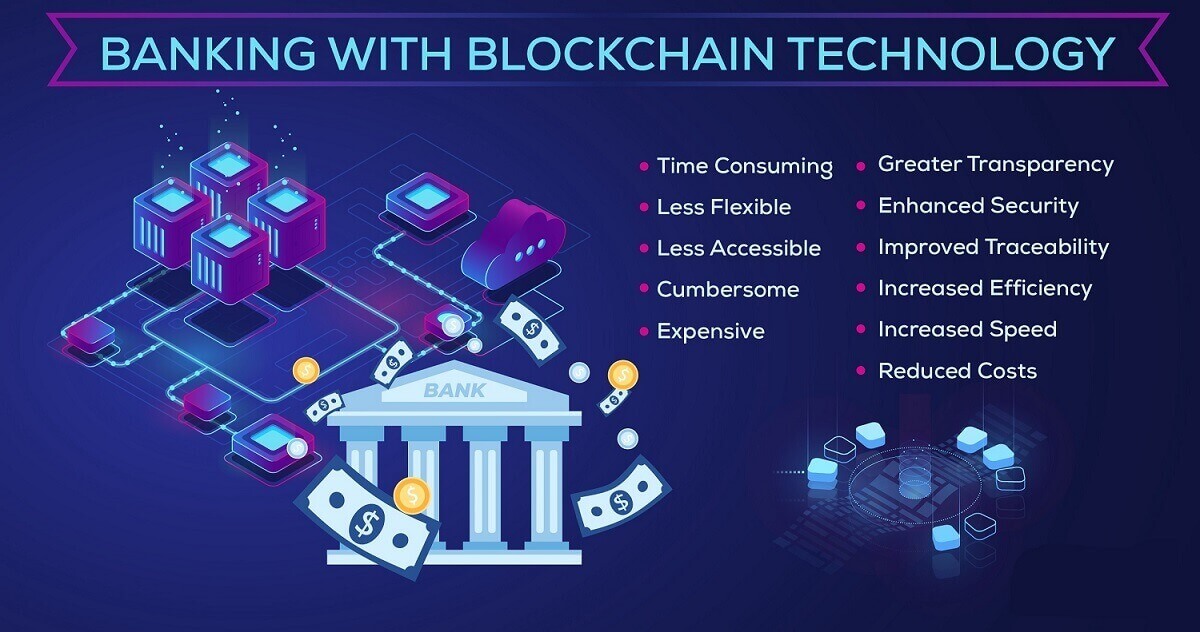 BANKING WITH BLOCKCHAIN TECHNOLOGY
Time Consuming
Less Flexible
Less Accessible
Cumbersome
Expensive
Greater Transparency
Enhanced Security
Improved Traceability
Increased Efficiency
Increased Speed
Reduced Costs
BANK
$
$
$
$
$
$
$
$